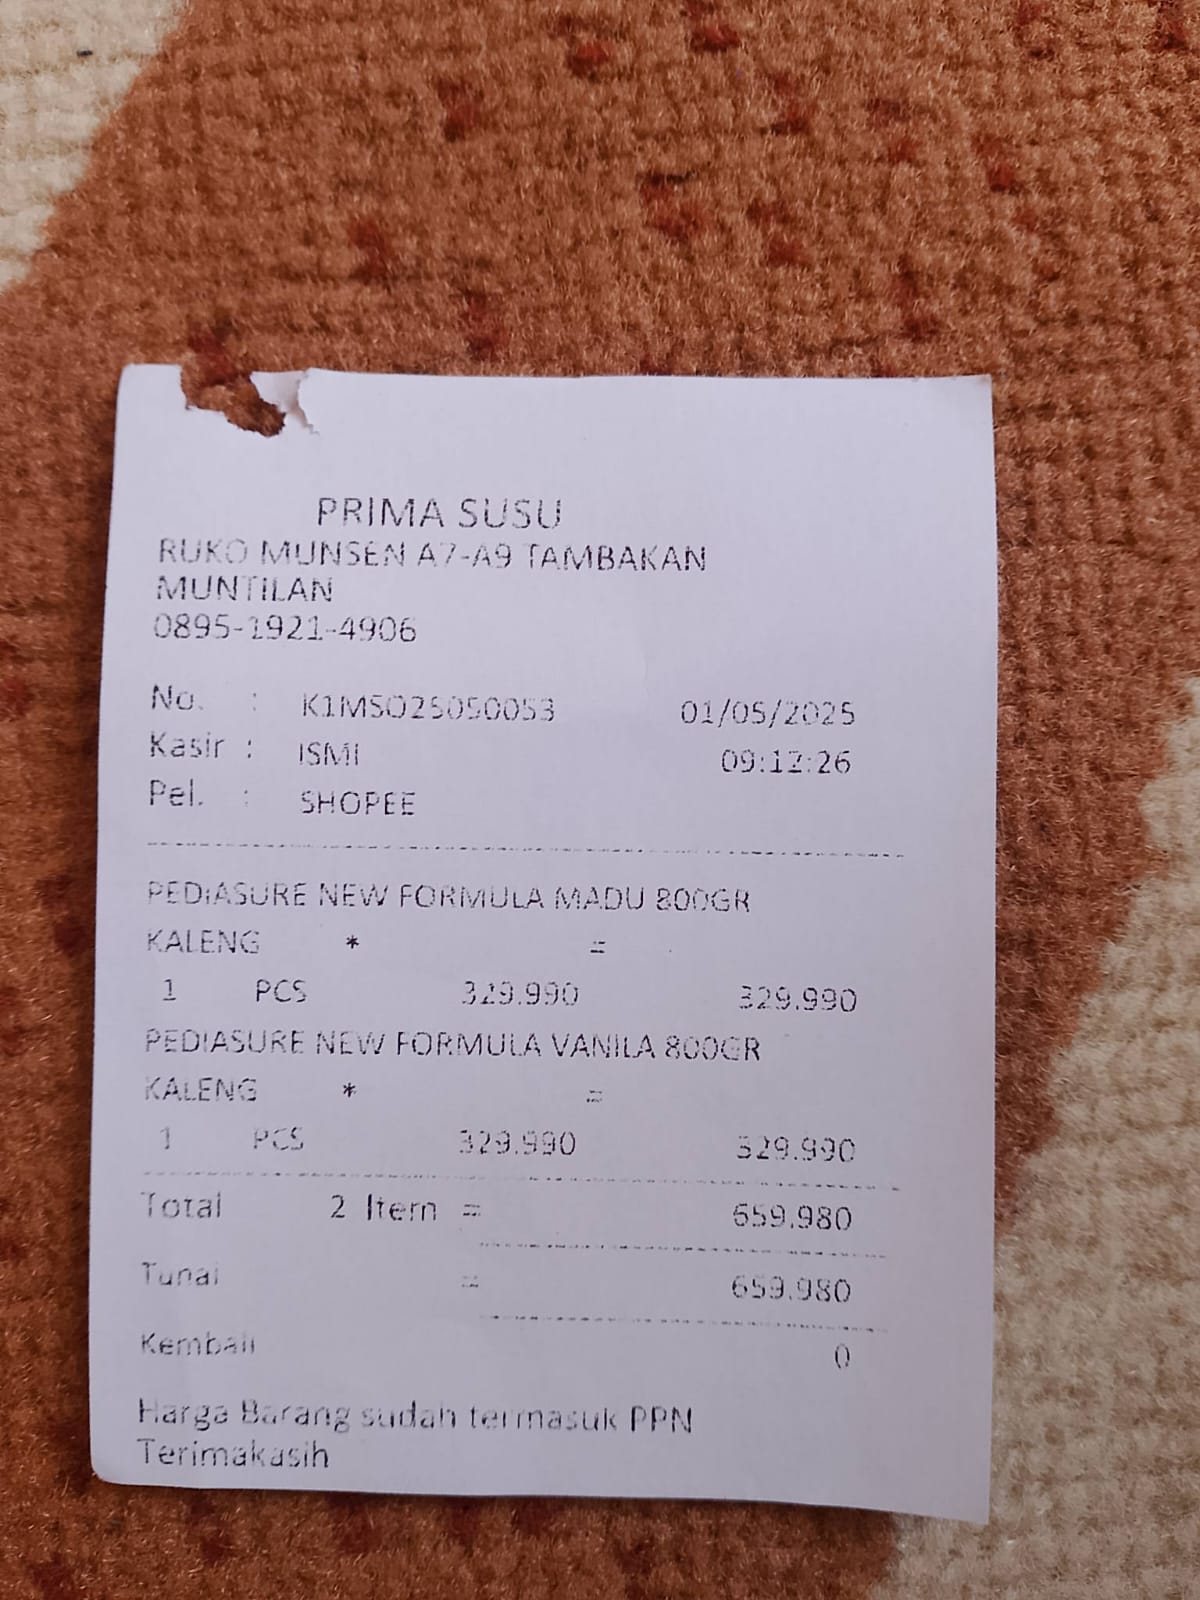 PRIMA SUSU
RUKO MUNSEN A7-A9 TAMBAKAN
MUNTILAN
0895-1921-4906
No. : K1MSO25050053 01/05/2025
Kasir : ISMI 09:12:26
Pel. : SHOPEE
PEDIASURE NEW FORMULA MADU 800GR
KALENG * =
1 PCS 329.990 329.990
PEDIASURE NEW FORMULA VANILA 800GR
KALENG * =
1 PCS 329.990 329.990
Total 2 Item = 659.980
Tunai = 659.980
Kembali 0
Harga Barang sudah termasuk PPN
Terimakasih